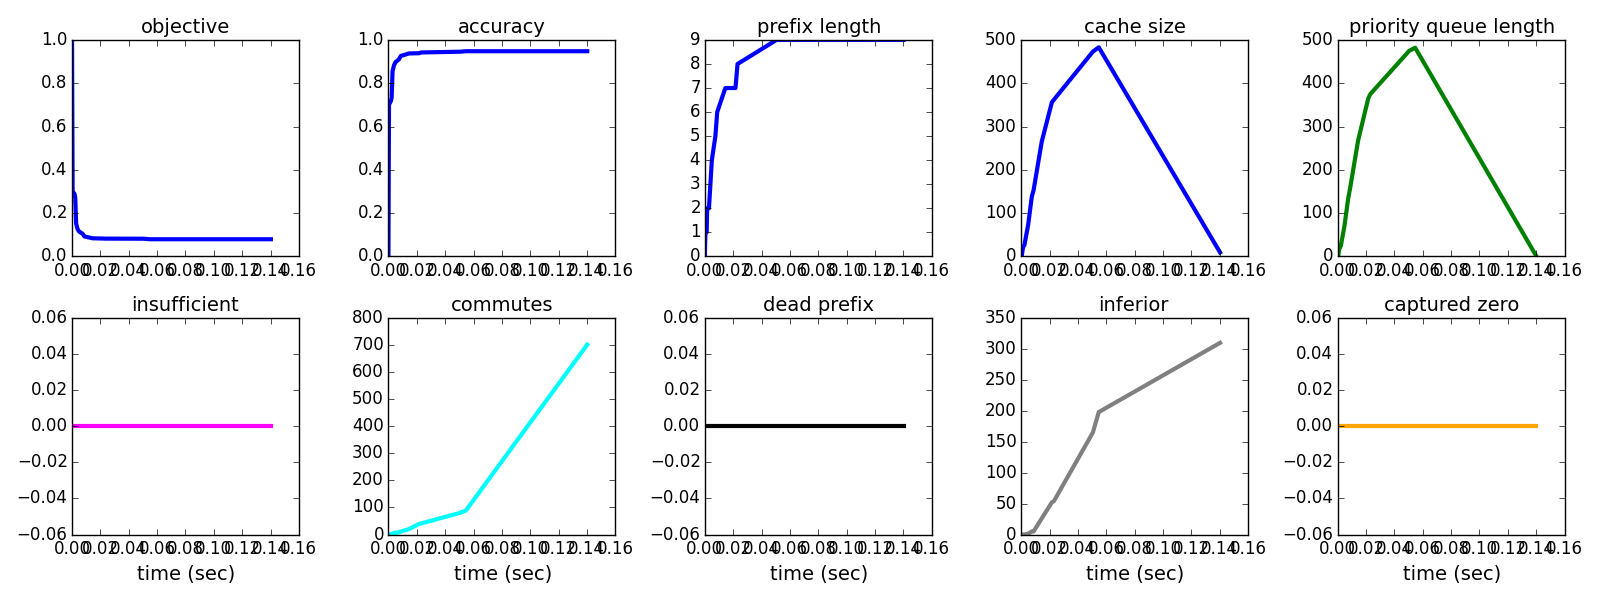 objective accuracy prefix length cache size priority queue length
1.0 1.0 9 500 500
0.8 0.8 8 400 400
0.6 0.6 7 300 300
0.4 0.4 6 200 200
0.2 0.2 5 100 100
0.0 0.0 4 0 0
3
2
1
0
0.00 0.02 0.04 0.06 0.08 0.10 0.12 0.14 0.16
0.00 0.02 0.04 0.06 0.08 0.10 0.12 0.14 0.16
0.00 0.02 0.04 0.06 0.08 0.10 0.12 0.14 0.16
0.00 0.02 0.04 0.06 0.08 0.10 0.12 0.14 0.16
0.00 0.02 0.04 0.06 0.08 0.10 0.12 0.14 0.16
insufficient commutes dead prefix inferior captured zero
0.06 800 0.06 350 0.06
0.04 700 0.04 300 0.04
0.02 600 0.02 250 0.02
0.00 500 0.00 200 0.00
−0.02 400 −0.02 150 −0.02
−0.04 300 −0.04 100 −0.04
−0.06 200 −0.06 50 −0.06
100 0
0
0.00 0.02 0.04 0.06 0.08 0.10 0.12 0.14 0.16
0.00 0.02 0.04 0.06 0.08 0.10 0.12 0.14 0.16
0.00 0.02 0.04 0.06 0.08 0.10 0.12 0.14 0.16
0.00 0.02 0.04 0.06 0.08 0.10 0.12 0.14 0.16
0.00 0.02 0.04 0.06 0.08 0.10 0.12 0.14 0.16
time (sec) time (sec) time (sec) time (sec) time (sec)